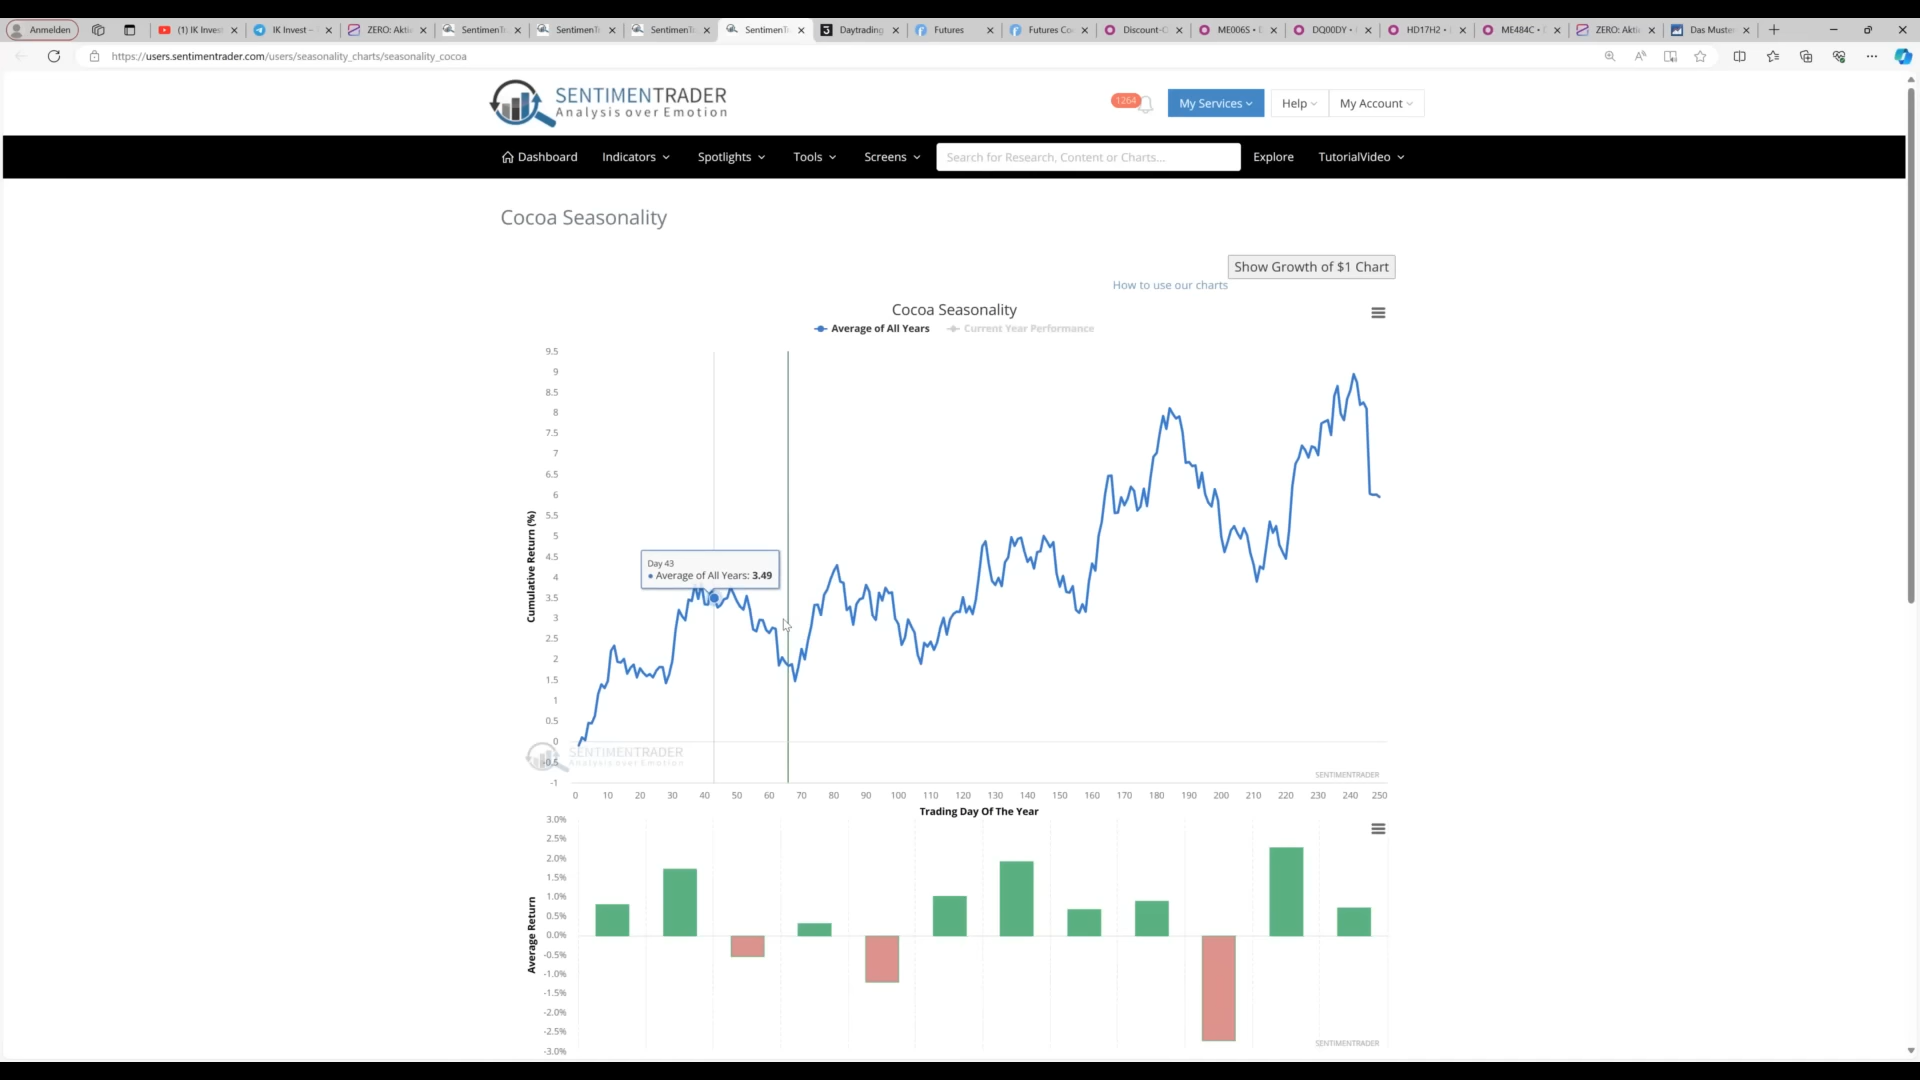 Anmelden
(1) IK Inves
IK Invest –
ZERO: Akti
SentimenT
SentimenTr
SentimenT
SentimenT
Daytrading
Futures
Futures Co
Discount-C
ME006S •
DQ00DY •
HD17H2 •
ME484C •
ZERO: Akti
Das Muste
https://users.sentimentrader.com/users/seasonality_charts/seasonality_cocoa
SENTIMENTRADER
Analysis over Emotion
1264
My Services
Help
My Account
Dashboard
Indicators
Spotlights
Tools
Screens
Search for Research, Content or Charts...
Explore
TutorialVideo
Cocoa Seasonality
Show Growth of $1 Chart
How to use our charts
Cocoa Seasonality
Average of All Years
Current Year Performance
9.5
9
8.5
8
7.5
7
6.5
6
5.5
5
4.5
4
3.5
3
2.5
2
1.5
1
0.5
0
-0.5
-1
Cumulative Return (%)
Day 43
Average of All Years: 3.49
SENTIMENTRADER
Analysis over Emotion
SENTIMENTRADER
0 10 20 30 40 50 60 70 80 90 100 110 120 130 140 150 160 170 180 190 200 210 220 230 240 250
Trading Day Of The Year
3.0%
2.5%
2.0%
1.5%
1.0%
0.5%
0.0%
-0.5%
-1.0%
-1.5%
-2.0%
-2.5%
-3.0%
Average Return
SENTIMENTRADER